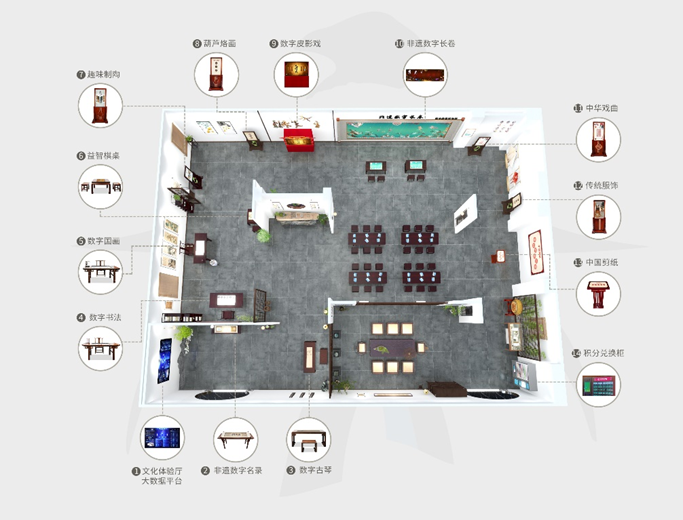 ⑧ 葫芦烙画
⑨ 数字皮影戏
⑩ 非遗数字长卷
⑦ 趣味制陶
⑪ 中华戏曲
⑥ 益智棋桌
⑫ 传统服饰
⑤ 数字国画
⑬ 中国剪纸
④ 数字书法
⑭ 积分兑换柜
① 文化体验厅
大数据平台
② 非遗数字名录
③ 数字古琴